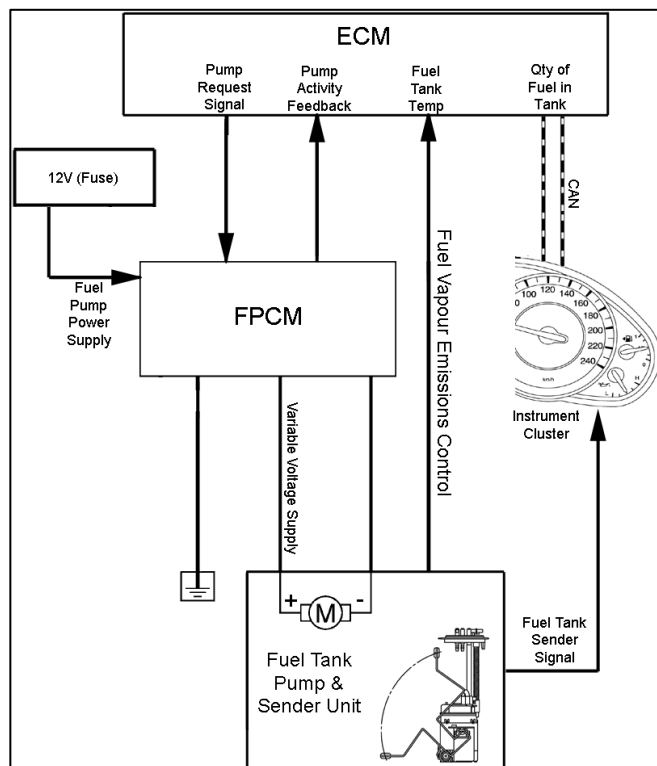 ECM
Pump
Request
Signal
Pump
Activity
Feedback
Fuel
Tank
Temp
Qty of
Fuel in
Tank
12V (Fuse)
CAN
Fuel
Pump
Power
Supply
FPCM
Fuel Vapour Emissions Control
100
120
140
160
180
200
220
240
km/h
H
L
Instrument
Cluster
Variable Voltage Supply
+
M
-
Fuel Tank
Pump &
Sender Unit
Fuel Tank
Sender
Signal